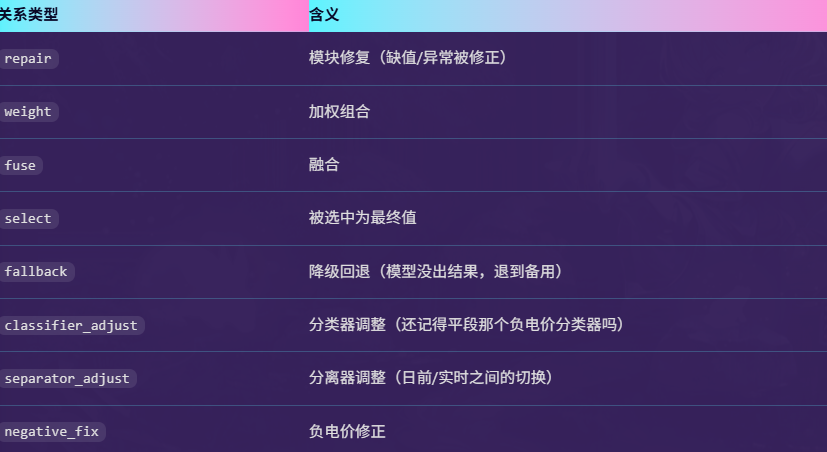 关系类型 含义
repair 模块修复（缺值/异常被修正）
weight 加权组合
fuse 融合
select 被选中为最终值
fallback 降级回退（模型没出结果，退到备用）
classifier_adjust 分类器调整（还记得平段那个负电价分类器吗）
separator_adjust 分离器调整（日前/实时之间的切换）
negative_fix 负电价修正